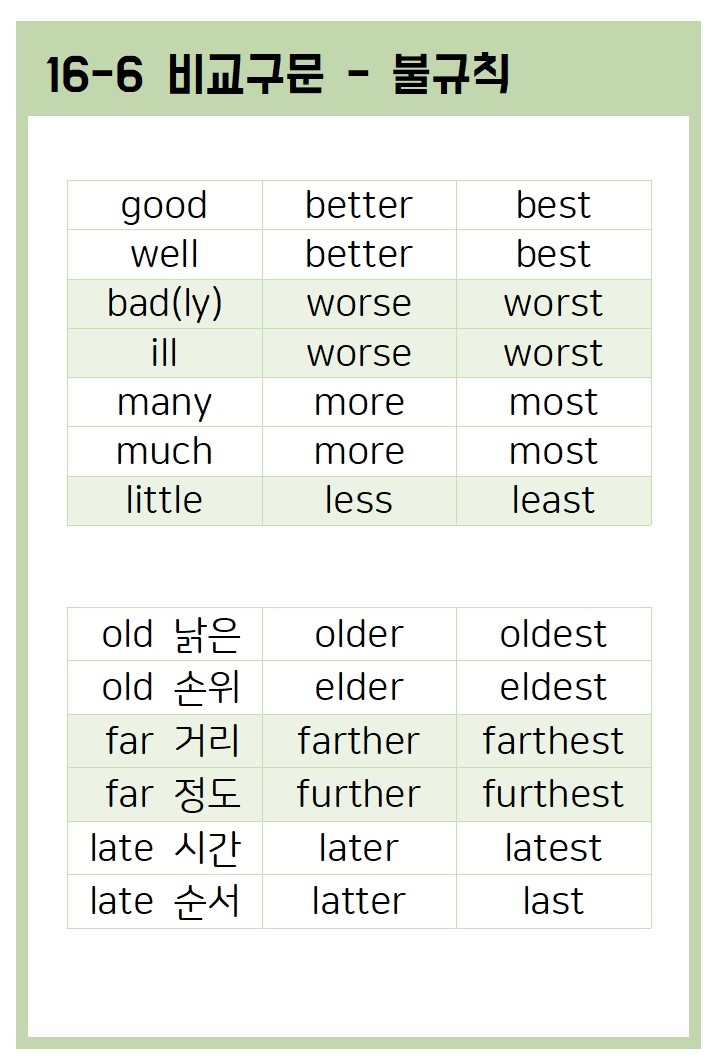 16-6 비교구문 - 불규칙
good better best
well better best
bad(ly) worse worst
ill worse worst
many more most
much more most
little less least
old 낡은 older oldest
old 손위 elder eldest
far 거리 farther farthest
far 정도 further furthest
late 시간 later latest
late 순서 latter last